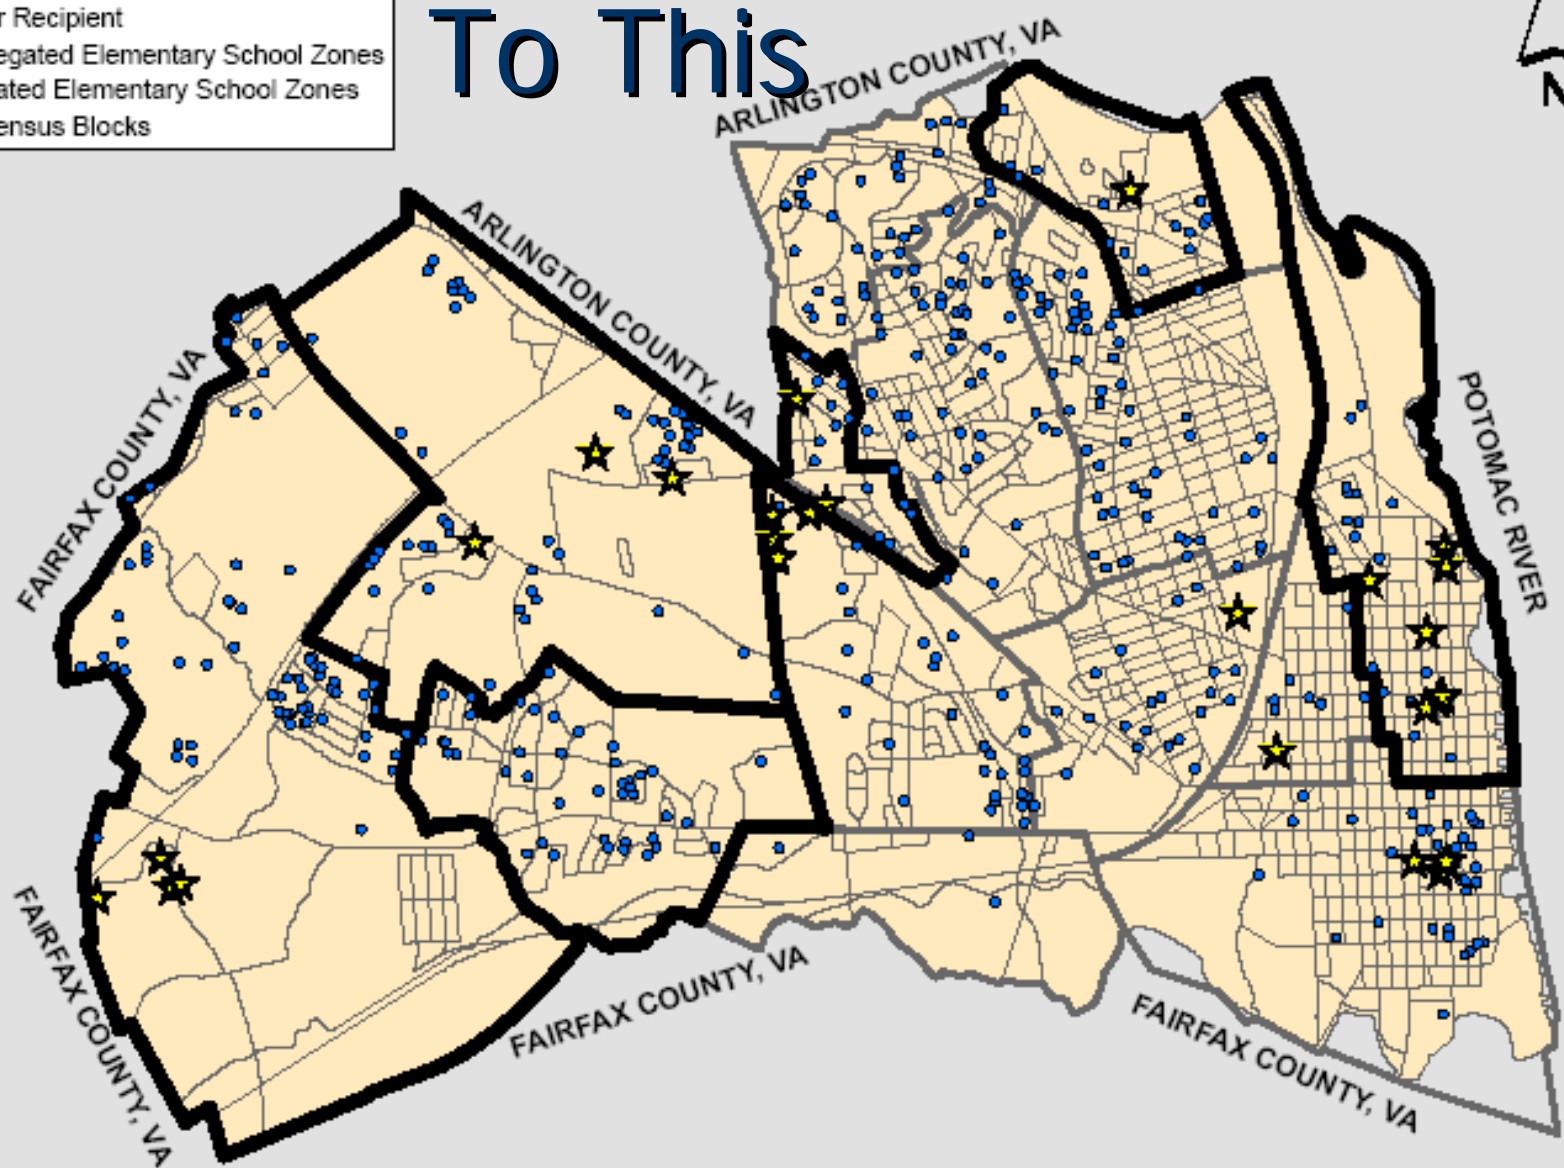 To This
r Recipient
egated Elementary School Zones
ated Elementary School Zones
ensus Blocks
N
ARLINGTON COUNTY, VA
ARLINGTON COUNTY, VA
FAIRFAX COUNTY, VA
POTOMAC RIVER
FAIRFAX COUNTY, VA
FAIRFAX COUNTY, VA
FAIRFAX COUNTY, VA